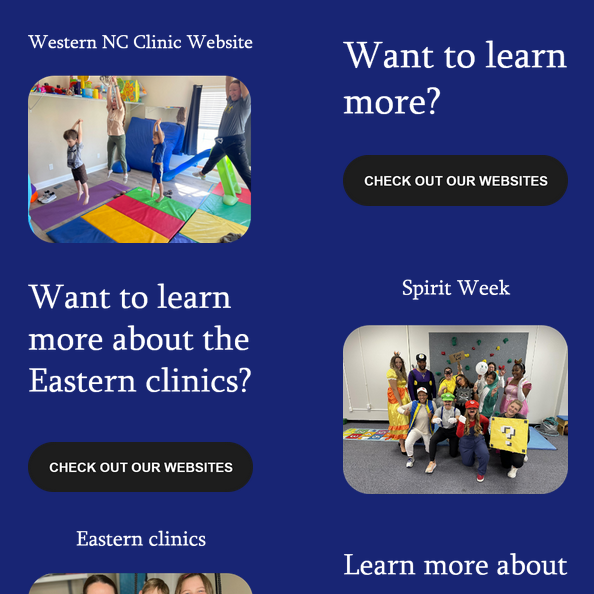 Western NC Clinic Website
Want to learn
more about the
Eastern clinics?
CHECK OUT OUR WEBSITES
Eastern clinics
Want to learn
more?
CHECK OUT OUR WEBSITES
Spirit Week
?
Learn more about